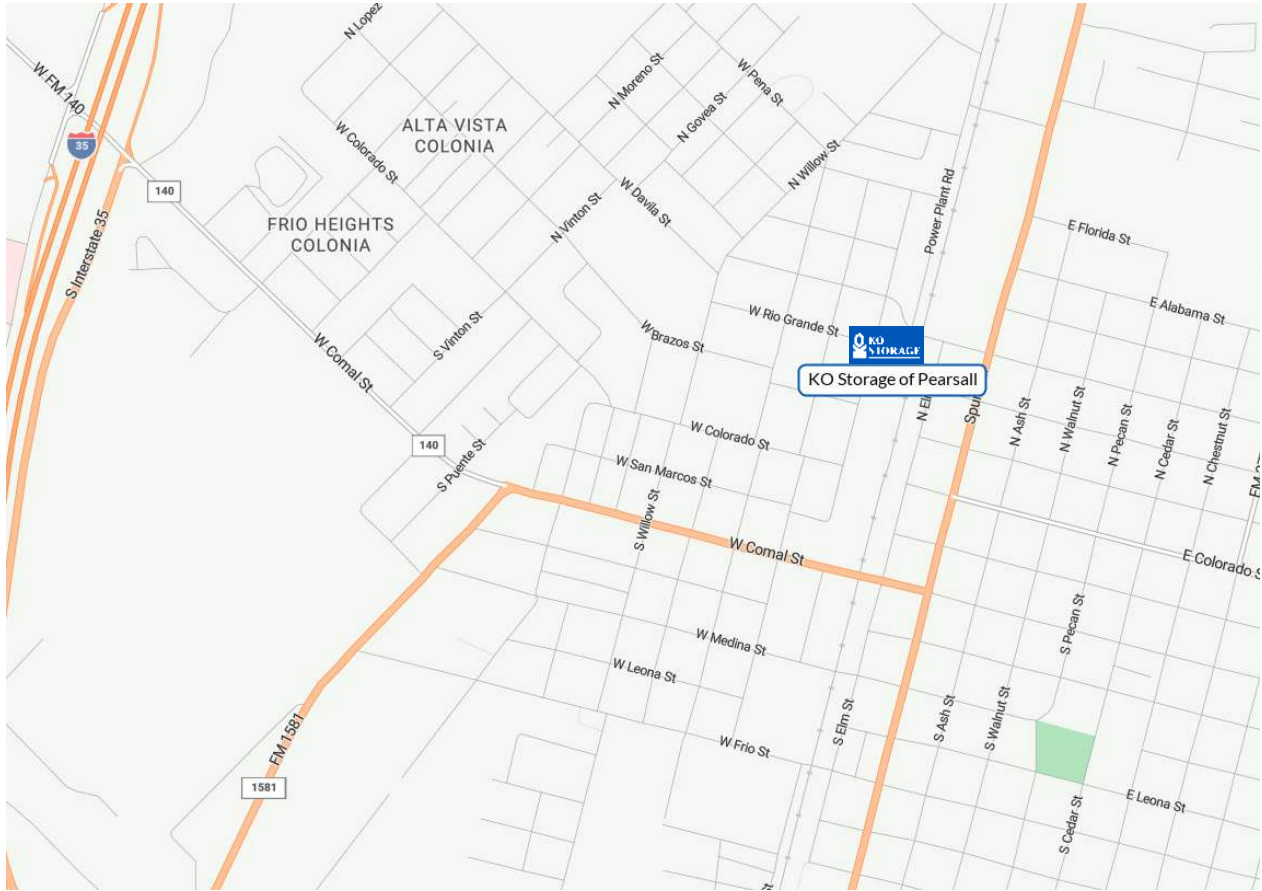 N Lopez
W FM 140
35
140
S Interstate 35
W Colorado St
ALTA VISTA
COLONIA
FRIO HEIGHTS
COLONIA
N Moreno St
W Pena St
N Govea St
N Willow St
W Davila St
N Vinton St
Power Plant Rd
E Florida St
E Alabama St
W Rio Grande St
KO
STORAGE
KO Storage of Pearsall
W Brazos St
S Vinton St
W Comal St
140
S Puente St
W Colorado St
W San Marcos St
S Willow St
W Comal St
N El
Spur
N Ash St
N Walnut St
N Pecan St
N Cedar St
N Chestnut St
E Colorado S
S Pecan St
W Medina St
W Leona St
W Frio St
S Elm St
S Ash St
S Walnut St
E Leona St
S Cedar St
FM 1581
1581